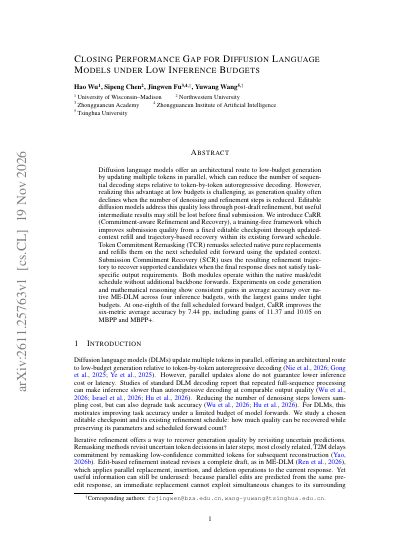 arXiv:2611.25763v1 [cs.CL] 19 Nov 2026
CLOSING PERFORMANCE GAP FOR DIFFUSION LANGUAGE
MODELS UNDER LOW INFERENCE BUDGETS
Hao Wu1, Sipeng Chen2, Jingwen Fu3,4,‡, Yuwang Wang5,‡
1 University of Wisconsin–Madison 2 Northwestern University
3 Zhongguancun Academy 4 Zhongguancun Institute of Artificial Intelligence
5 Tsinghua University
ABSTRACT
Diffusion language models offer an architectural route to low-budget generation
by updating multiple tokens in parallel, which can reduce the number of sequen-
tial decoding steps relative to token-by-token autoregressive decoding. However,
realizing this advantage at low budgets is challenging, as generation quality often
declines when the number of denoising and refinement steps is reduced. Editable
diffusion models address this quality loss through post-draft refinement, but useful
intermediate results may still be lost before final submission. We introduce CaRR
(Commitment-aware Refinement and Recovery), a training-free framework which
improves submission quality from a fixed editable checkpoint through updated-
context refill and trajectory-based recovery within its existing forward schedule.
Token Commitment Remasking (TCR) remasks selected native pure replacements
and refills them on the next scheduled edit forward using the updated context.
Submission Commitment Recovery (SCR) uses the resulting refinement trajec-
tory to recover supported candidates when the final response does not satisfy task-
specific output requirements. Both modules operate within the native mask/edit
schedule without additional backbone forwards. Experiments on code generation
and mathematical reasoning show consistent gains in average accuracy over na-
tive ME-DLM across four inference budgets, with the largest gains under tight
budgets. At one-eighth of the full scheduled forward budget, CaRR improves the
six-metric average accuracy by 7.44 pp, including gains of 11.37 and 10.05 on
MBPP and MBPP+.
1 INTRODUCTION
Diffusion language models (DLMs) update multiple tokens in parallel, offering an architectural route
to low-budget generation relative to token-by-token autoregressive decoding (Nie et al., 2026; Gong
et al., 2025; Ye et al., 2025). However, parallel updates alone do not guarantee lower inference
cost or latency. Studies of standard DLM decoding report that repeated full-sequence processing
can make inference slower than autoregressive decoding at comparable output quality (Wu et al.,
2026; Israel et al., 2026; Hu et al., 2026). Reducing the number of denoising steps lowers sam-
pling cost, but can also degrade task accuracy (Wu et al., 2026; Hu et al., 2026). For DLMs, this
motivates improving task accuracy under a limited budget of model forwards. We study a chosen
editable checkpoint and its existing refinement schedule: how much quality can be recovered while
preserving its parameters and scheduled forward count?
Iterative refinement offers a way to recover generation quality by revisiting uncertain predictions.
Remasking methods revisit uncertain token decisions in later steps; most closely related, T2M delays
commitment by remasking low-confidence committed tokens for subsequent reconstruction (Yao,
2026b). Edit-based refinement instead revises a complete draft, as in ME-DLM (Ren et al., 2026),
which applies parallel replacement, insertion, and deletion operations to the current response. Yet
useful information can still be underused: because parallel edits are predicted from the same pre-
edit response, an immediate replacement cannot exploit simultaneous changes to its surrounding
‡Corresponding authors:
1